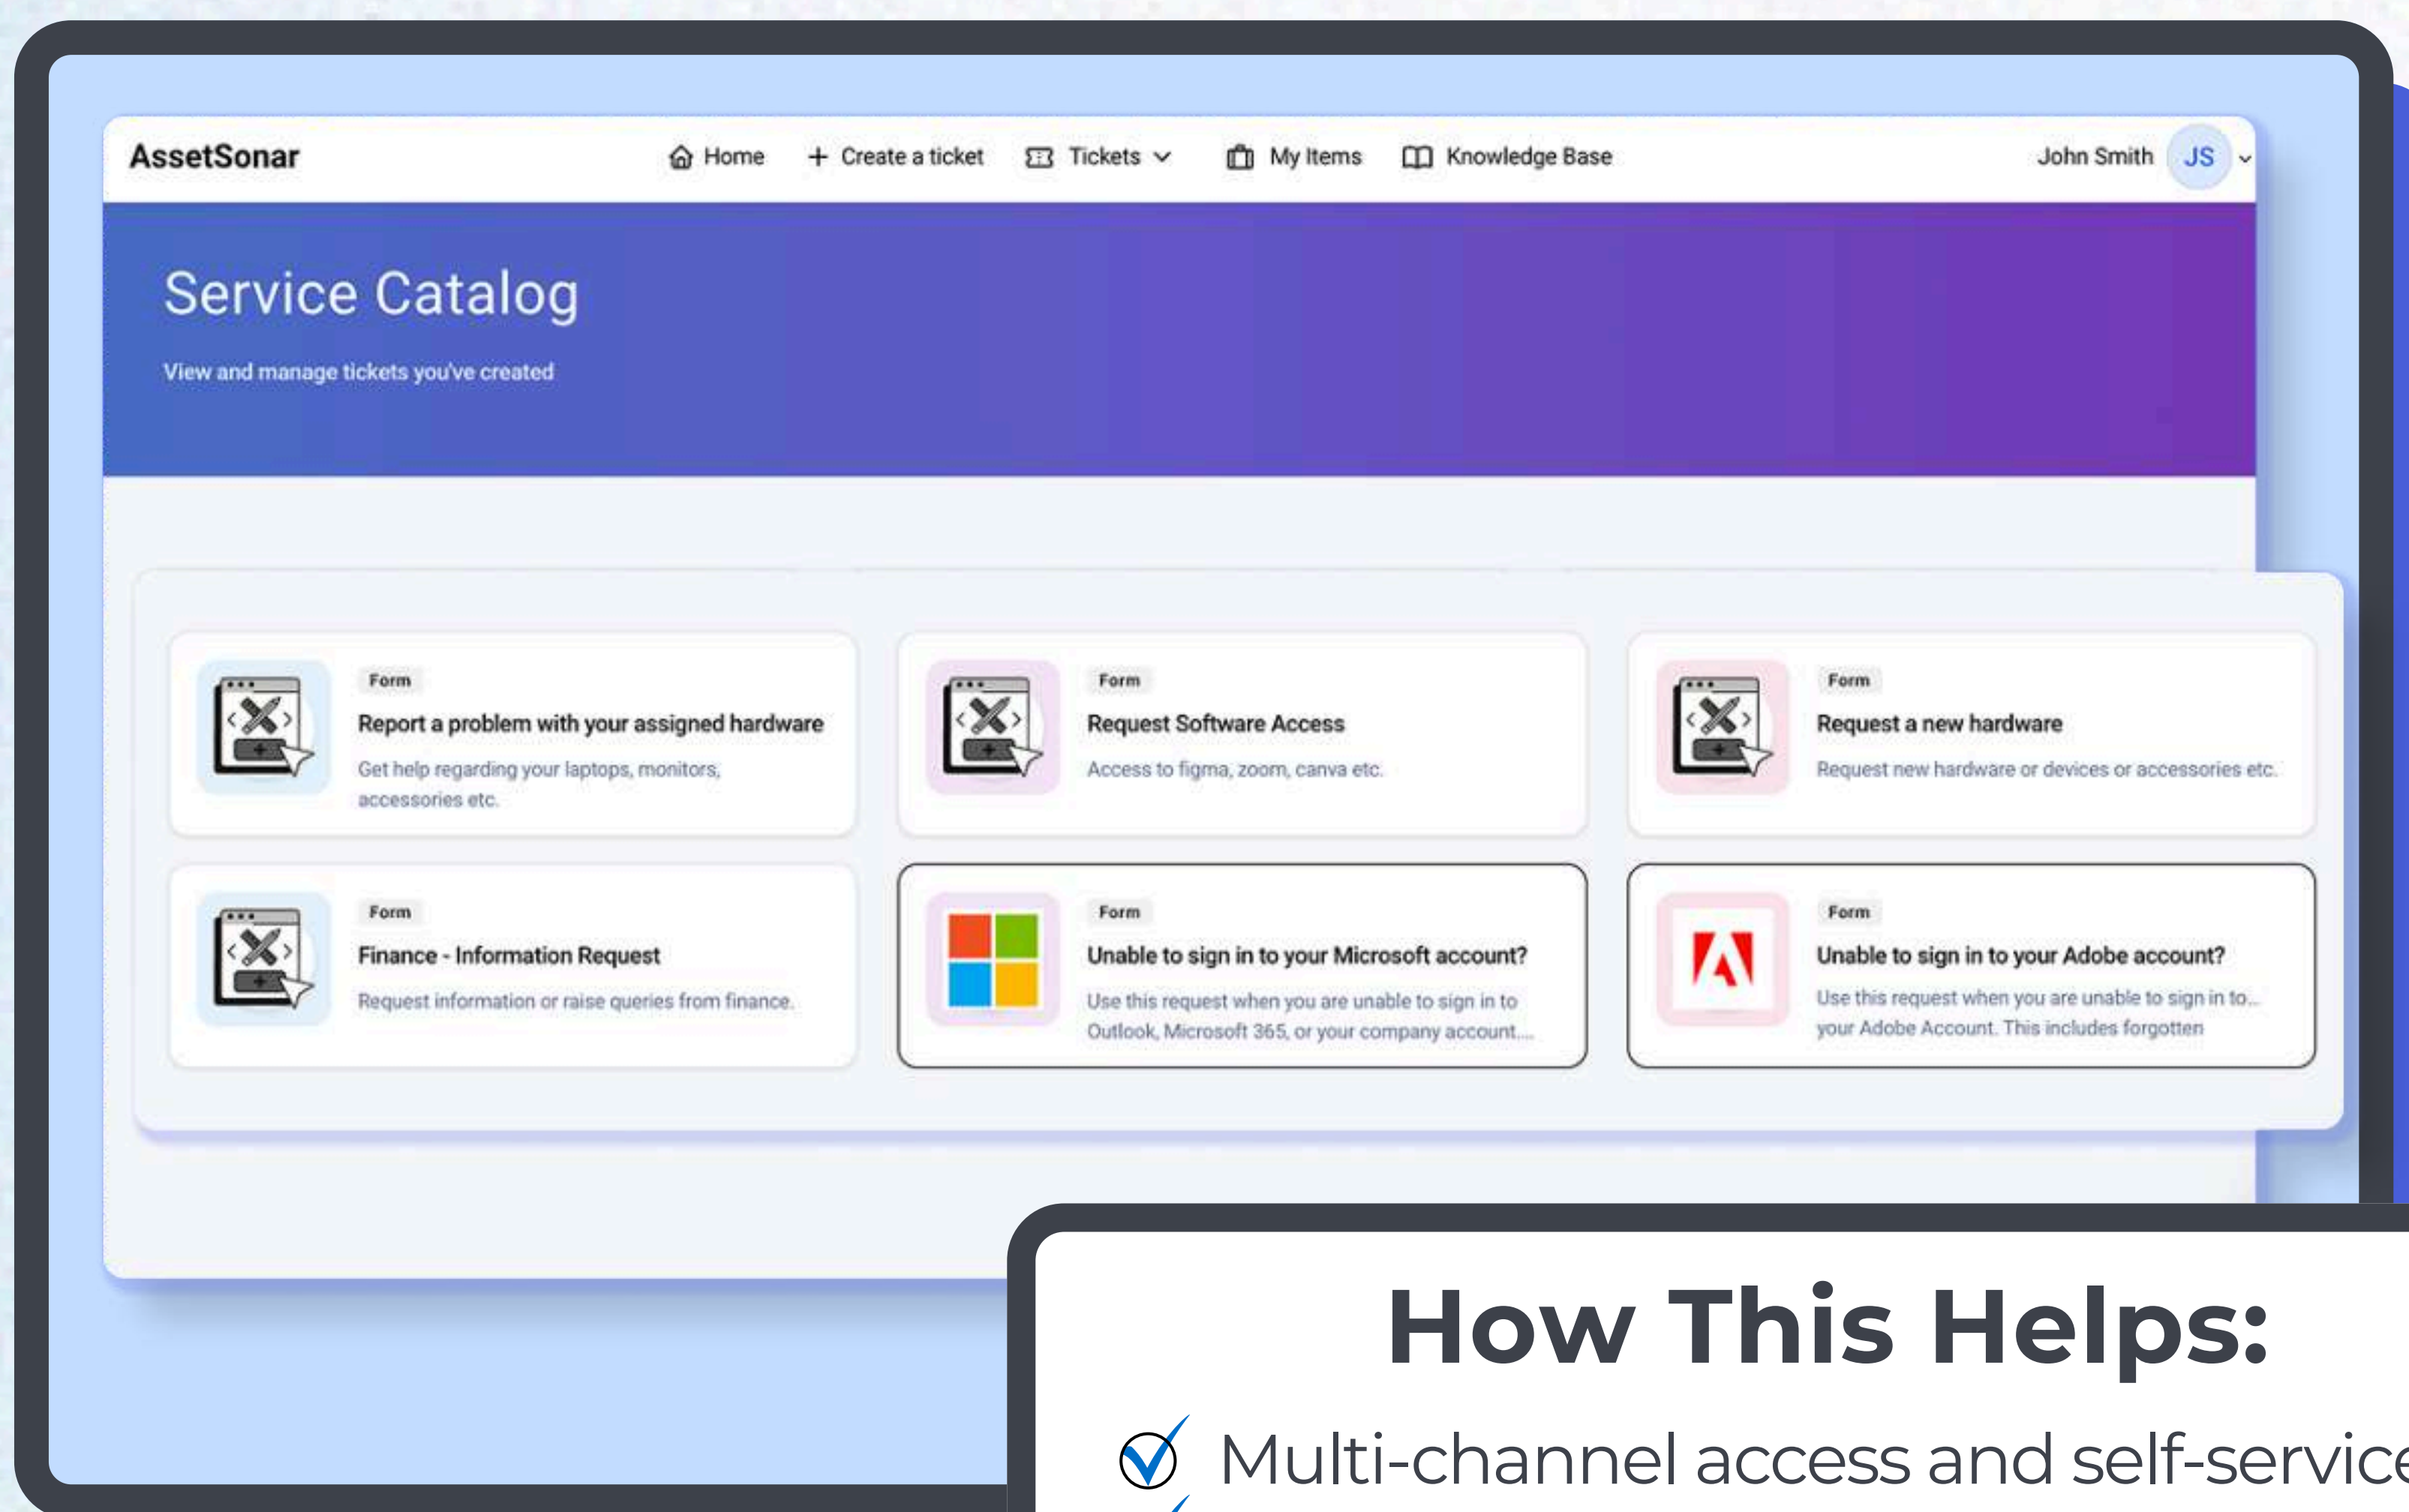 AssetSonar
Home
Create a ticket
Tickets
My Items
Knowledge Base
John Smith
JS
Service Catalog
View and manage tickets you've created
Form
Report a problem with your assigned hardware
Get help regarding your laptops, monitors,
accessories etc.
Form
Request Software Access
Access to figma, zoom, canva etc.
Form
Request a new hardware
Request new hardware or devices or accessories etc.
Form
Finance - Information Request
Request information or raise queries from finance.
Form
Unable to sign in to your Microsoft account?
Use this request when you are unable to sign in to
Outlook, Microsoft 365, or your company account....
Form
Unable to sign in to your Adobe account?
Use this request when you are unable to sign in to...
your Adobe Account. This includes forgotten
How This Helps:
Multi-channel access and self-service